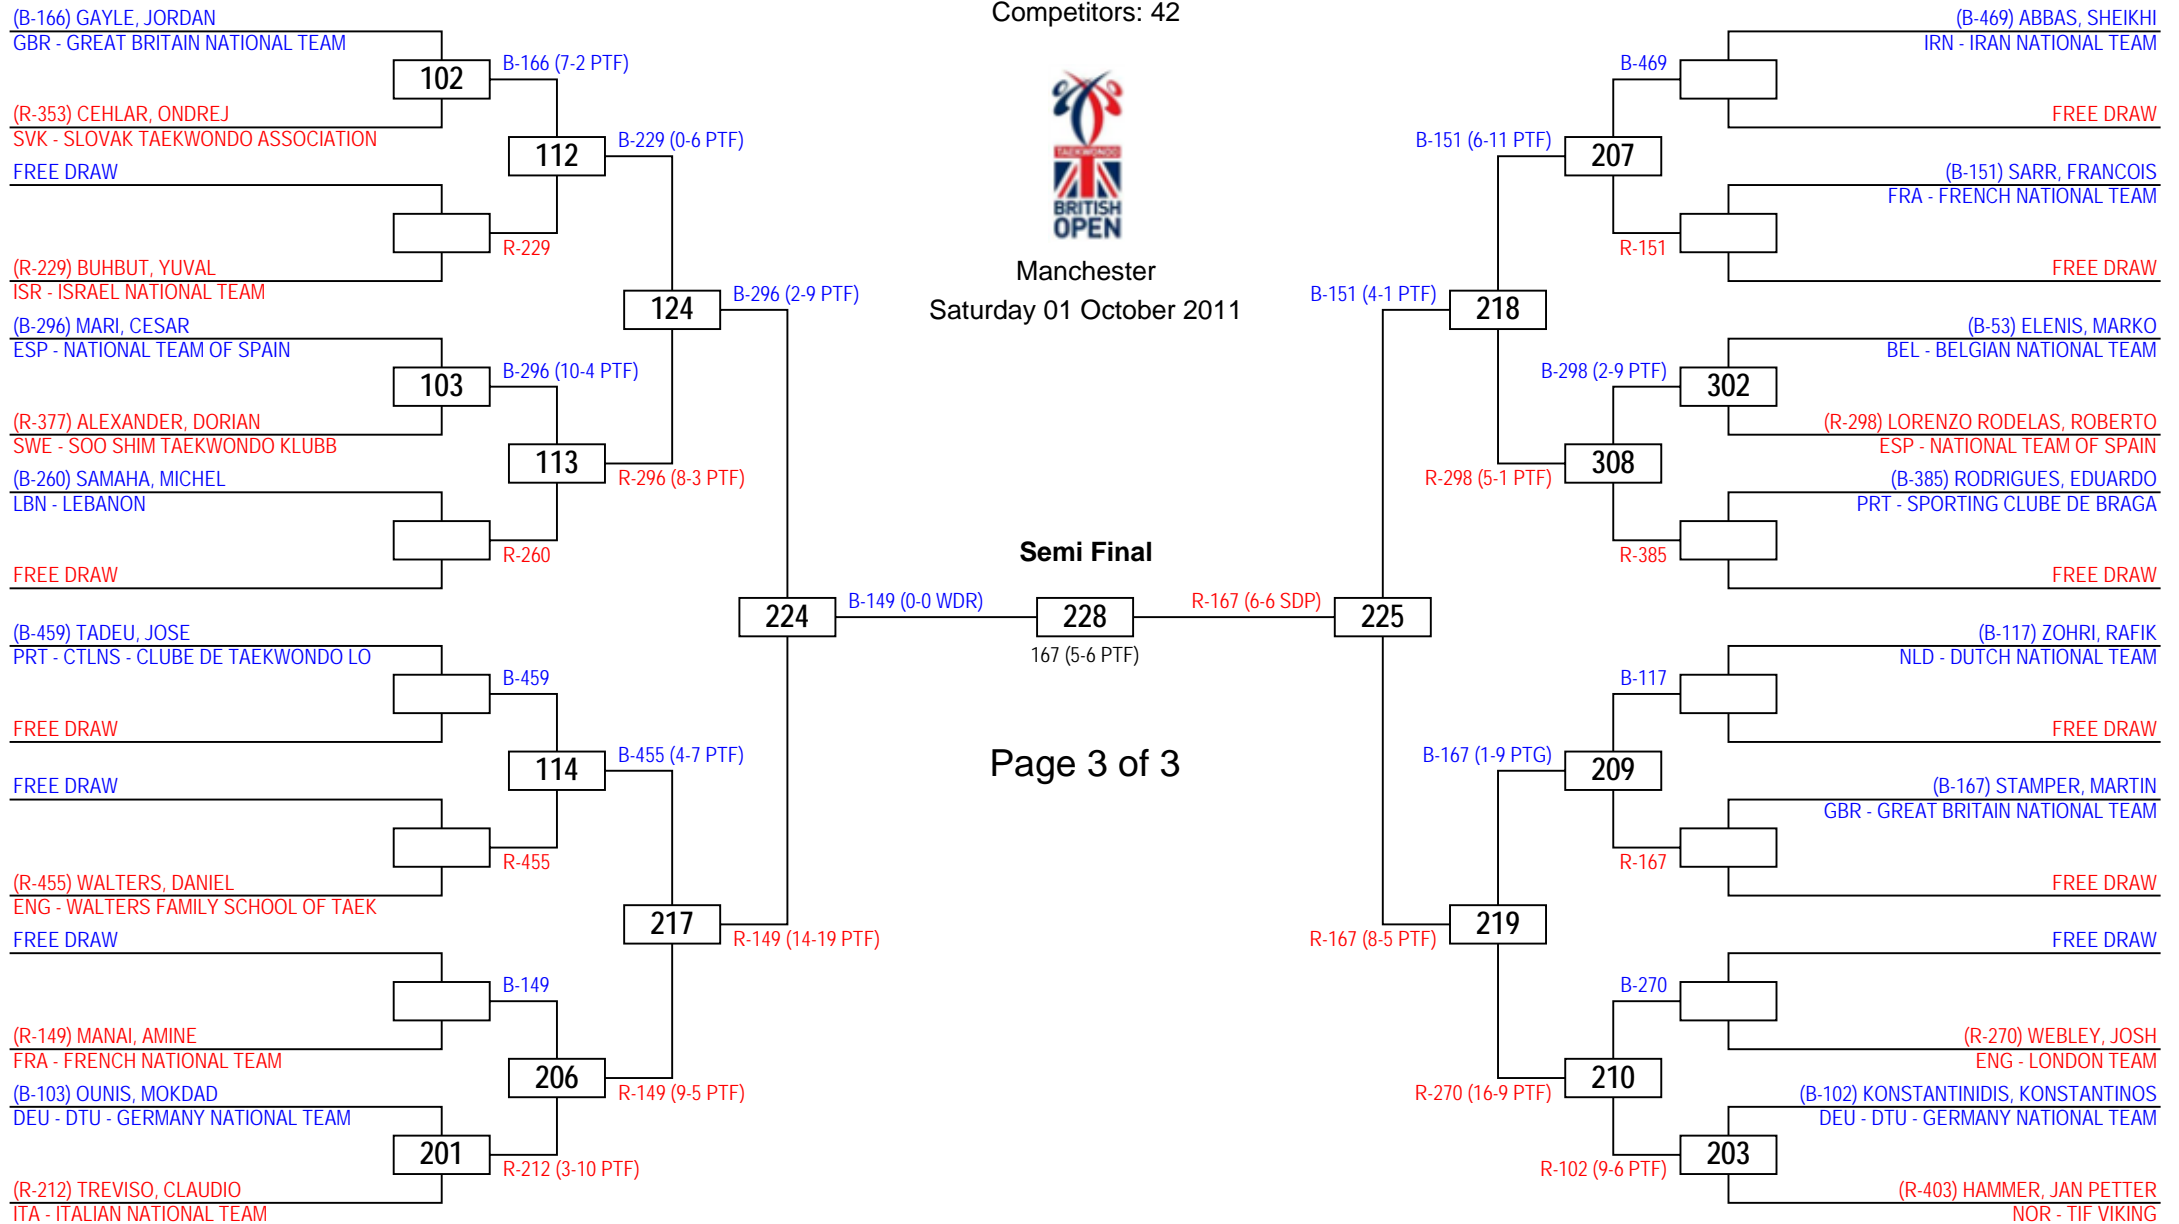 (B-166) GAYLE, JORDAN
GBR - GREAT BRITAIN NATIONAL TEAM
102
B-166 (7-2 PTF)
(R-353) CEHLAR, ONDREJ
SVK - SLOVAK TAEKWONDO ASSOCIATION
112
B-229 (0-6 PTF)
FREE DRAW
R-229
(R-229) BUHBUT, YUVAL
ISR - ISRAEL NATIONAL TEAM
124
B-296 (2-9 PTF)
(B-296) MARI, CESAR
ESP - NATIONAL TEAM OF SPAIN
103
B-296 (10-4 PTF)
(R-377) ALEXANDER, DORIAN
SWE - SOO SHIM TAEKWONDO KLUBB
113
R-296 (8-3 PTF)
(B-260) SAMAHA, MICHEL
LBN - LEBANON
R-260
FREE DRAW
224
B-149 (0-0 WDR)
(B-459) TADEU, JOSE
PRT - CTLNS - CLUBE DE TAEKWONDO LO
B-459
FREE DRAW
114
B-455 (4-7 PTF)
FREE DRAW
R-455
(R-455) WALTERS, DANIEL
ENG - WALTERS FAMILY SCHOOL OF TAEK
217
R-149 (14-19 PTF)
FREE DRAW
B-149
(R-149) MANAI, AMINE
FRA - FRENCH NATIONAL TEAM
206
R-149 (9-5 PTF)
(B-103) OUNIS, MOKDAD
DEU - DTU - GERMANY NATIONAL TEAM
201
R-212 (3-10 PTF)
(R-212) TREVISO, CLAUDIO
ITA - ITALIAN NATIONAL TEAM
Competitors: 42
TAEKWONDO
BRITISH
OPEN
Manchester
Saturday 01 October 2011
Semi Final
228
167 (5-6 PTF)
Page 3 of 3
(B-469) ABBAS, SHEIKHI
IRN - IRAN NATIONAL TEAM
B-469
FREE DRAW
B-151 (6-11 PTF)
207
(B-151) SARR, FRANCOIS
FRA - FRENCH NATIONAL TEAM
R-151
FREE DRAW
B-151 (4-1 PTF)
218
(B-53) ELENIS, MARKO
BEL - BELGIAN NATIONAL TEAM
B-298 (2-9 PTF)
302
(R-298) LORENZO RODELAS, ROBERTO
ESP - NATIONAL TEAM OF SPAIN
R-298 (5-1 PTF)
308
(B-385) RODRIGUES, EDUARDO
PRT - SPORTING CLUBE DE BRAGA
R-385
FREE DRAW
R-167 (6-6 SDP)
225
(B-117) ZOHRI, RAFIK
NLD - DUTCH NATIONAL TEAM
B-117
FREE DRAW
B-167 (1-9 PTG)
209
(B-167) STAMPER, MARTIN
GBR - GREAT BRITAIN NATIONAL TEAM
R-167
FREE DRAW
R-167 (8-5 PTF)
219
FREE DRAW
B-270
(R-270) WEBLEY, JOSH
ENG - LONDON TEAM
R-270 (16-9 PTF)
210
(B-102) KONSTANTINIDIS, KONSTANTINOS
DEU - DTU - GERMANY NATIONAL TEAM
R-102 (9-6 PTF)
203
(R-403) HAMMER, JAN PETTER
NOR - TIF VIKING